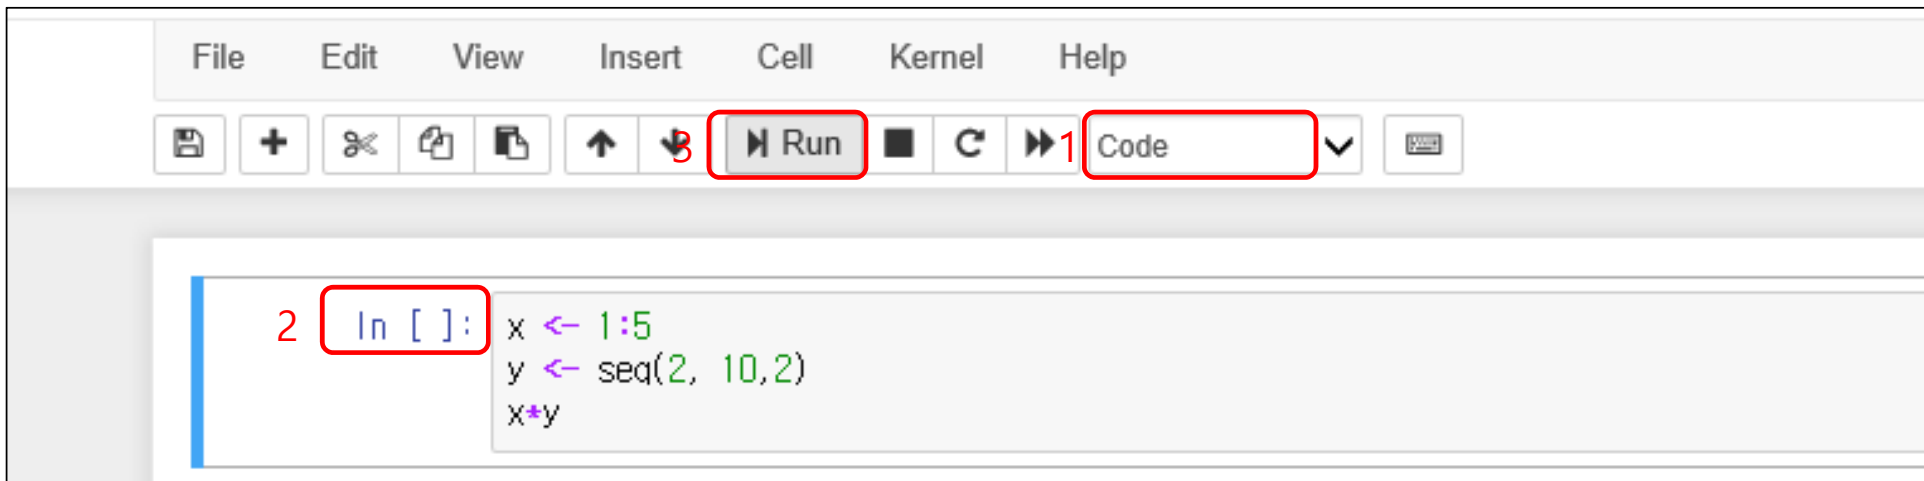 File Edit View Insert Cell Kernel Help
3 Run 1 Code
2 In [ ]: x <- 1:5
y <- seq(2, 10,2)
x*y